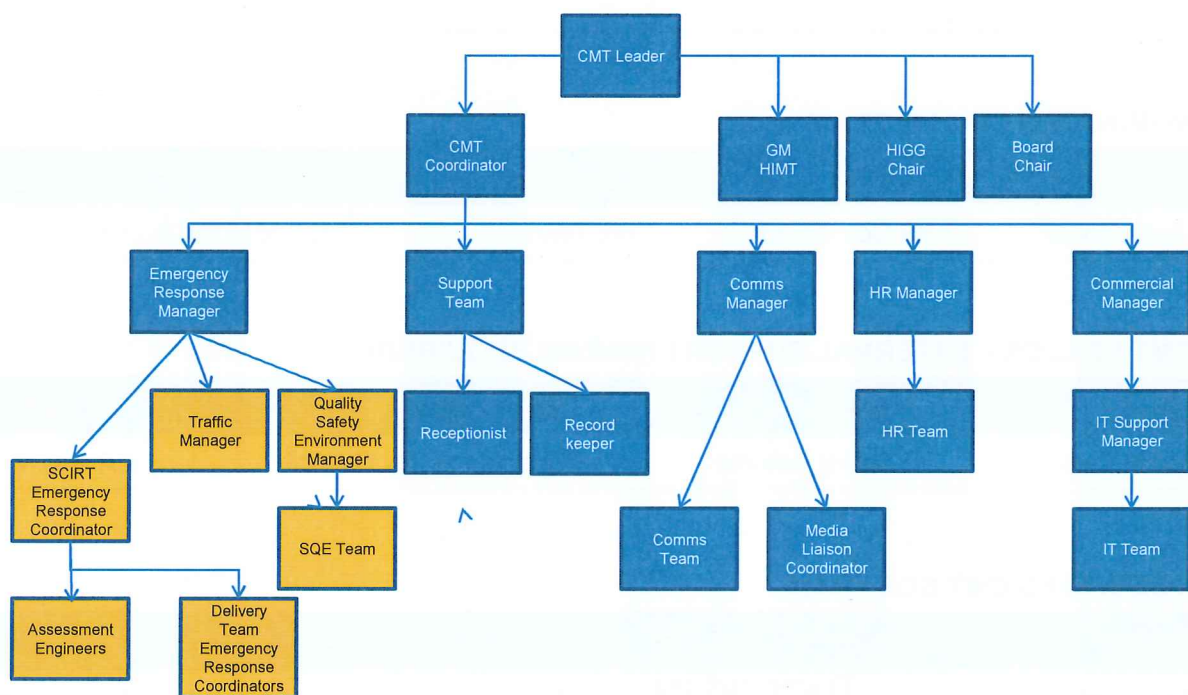 CMT Leader
CMT
Coordinator
GM
HIMT
HIGG
Chair
Board
Chair
Emergency
Response
Manager
Support
Team
Comms
Manager
HR Manager
Commercial
Manager
Traffic
Manager
Quality
Safety
Environment
Manager
Receptionist
Record
keeper
HR Team
IT Support
Manager
SCIRT
Emergency
Response
Coordinator
SQE Team
Comms
Team
Media
Liaison
Coordinator
IT Team
Assessment
Engineers
Delivery
Team
Emergency
Response
Coordinators